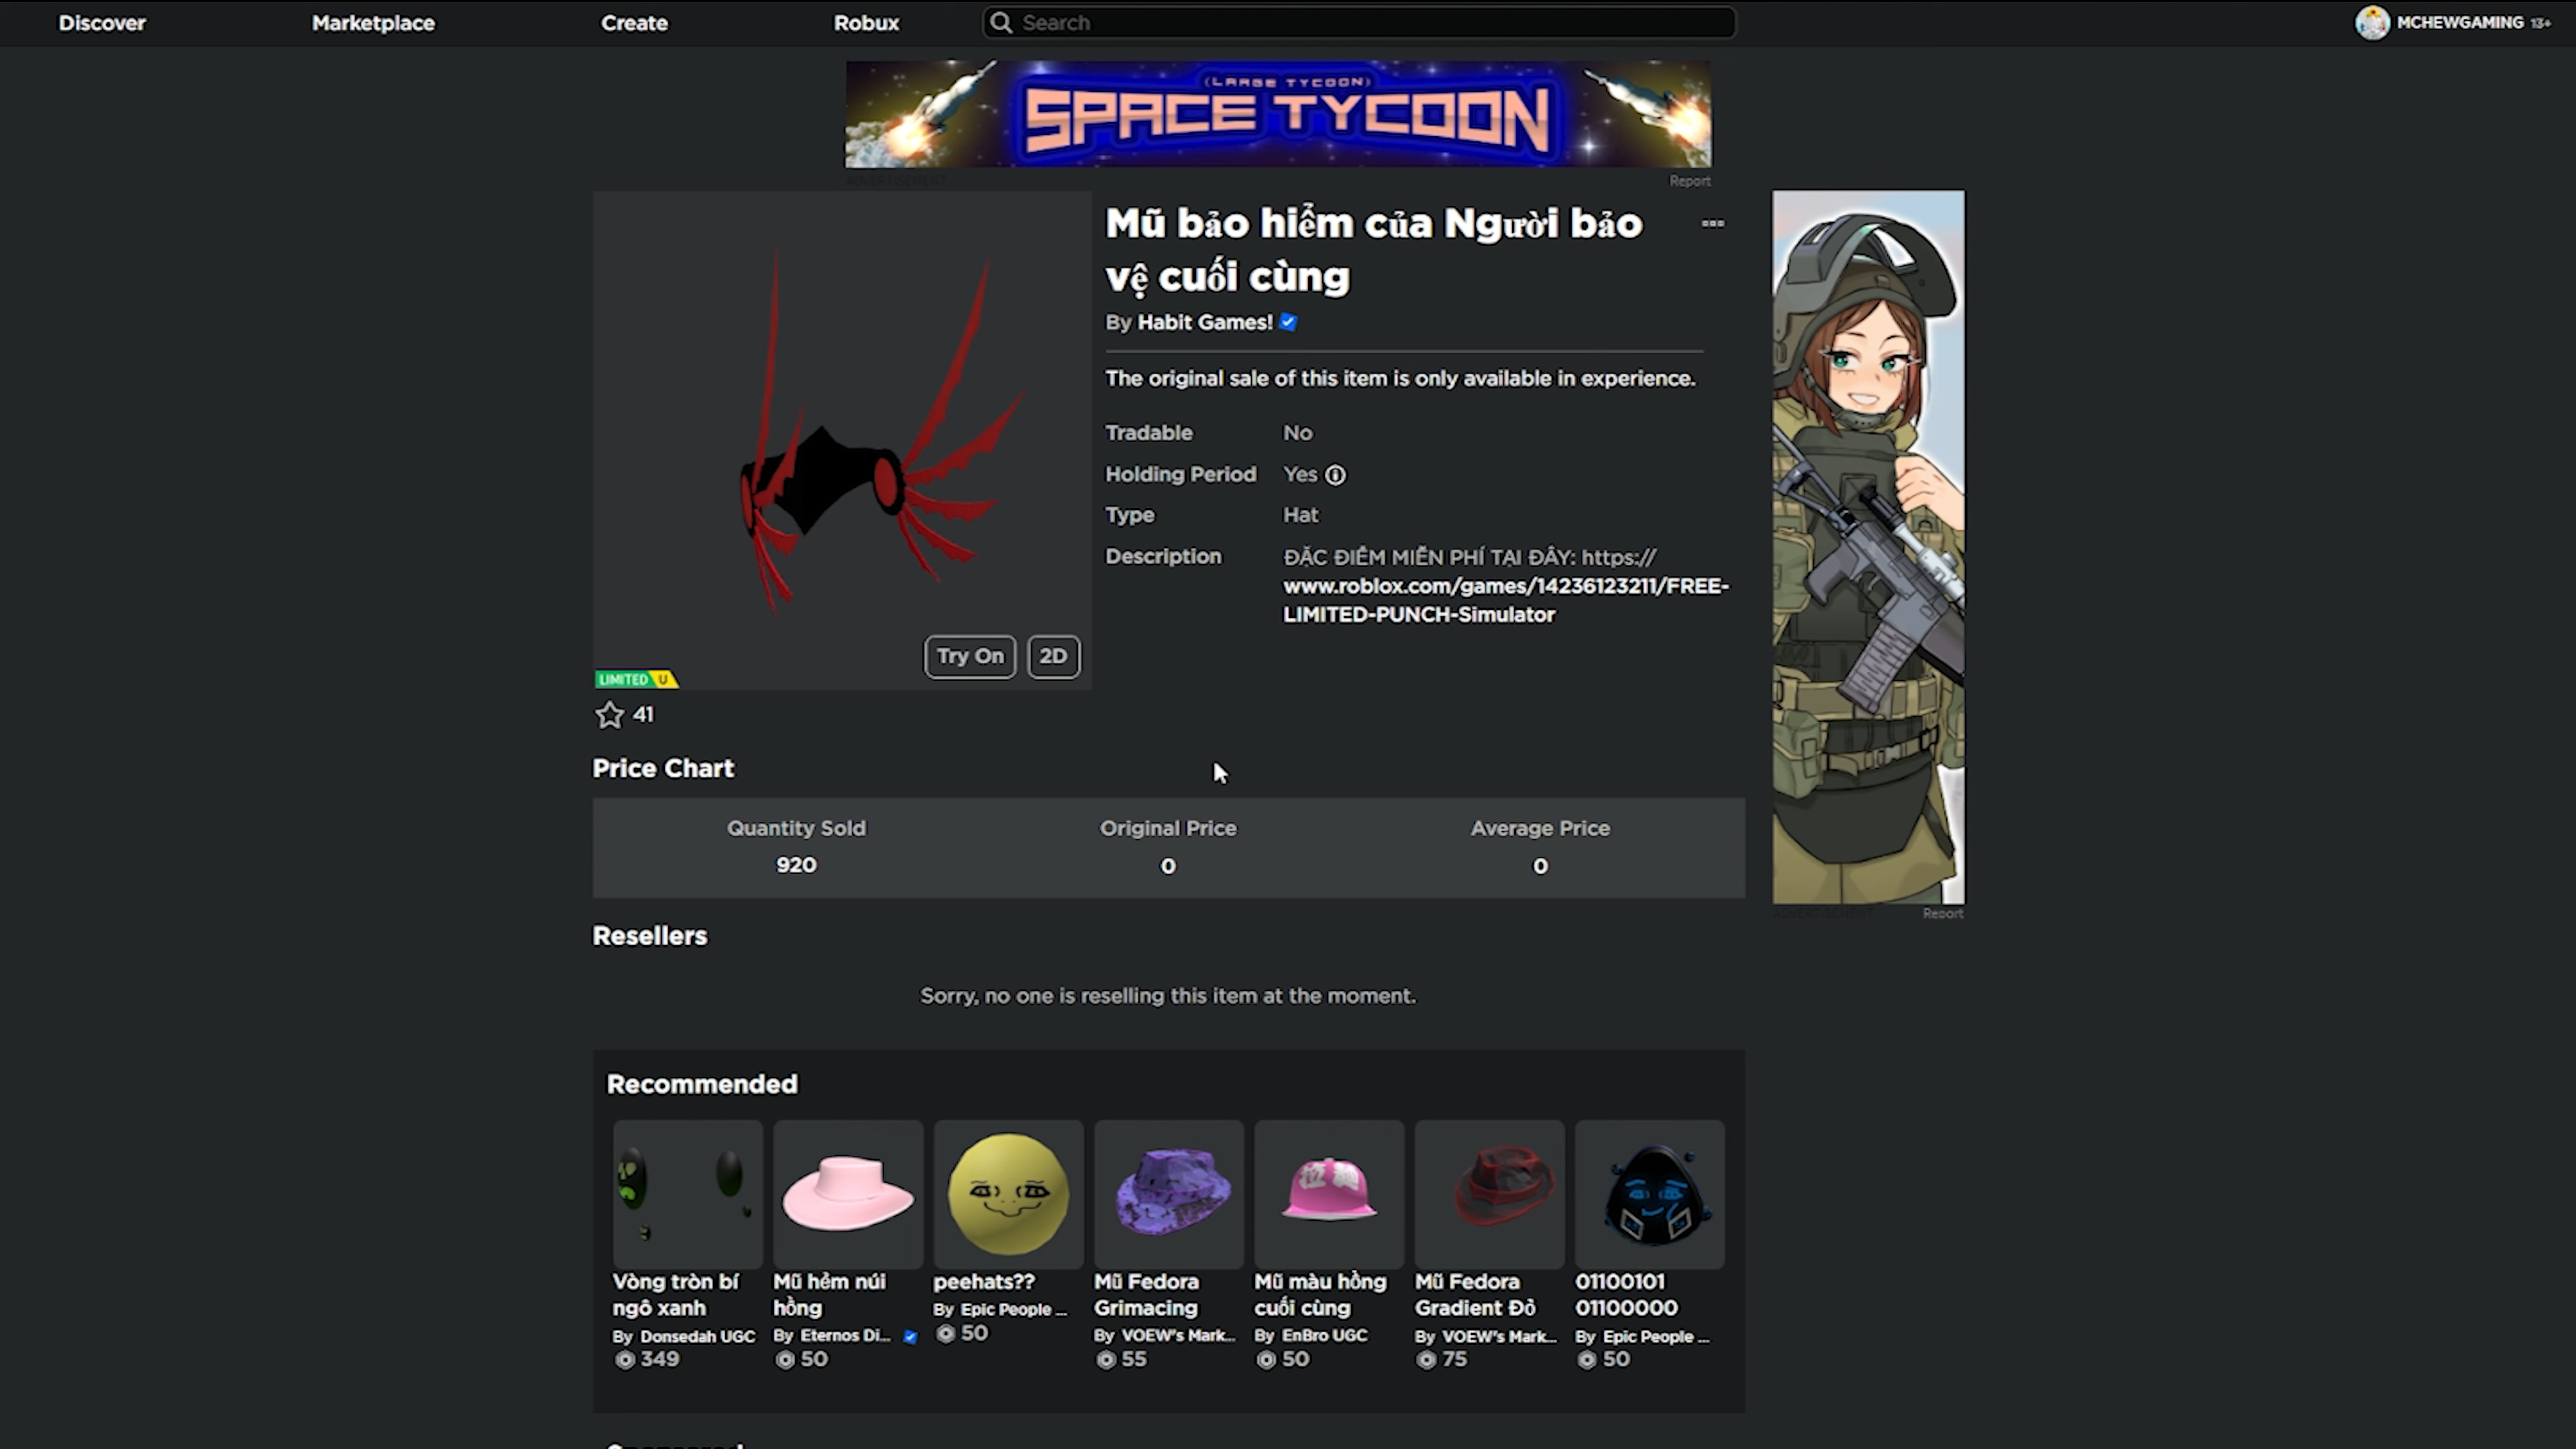 Discover Marketplace Create Robux Search MCHEWGAMING 13+
(LARGE TYCOON)
SPACE TYCOON
ADVERTISEMENT Report
Mũ bảo hiểm của Người bảo
vệ cuối cùng
By Habit Games!
The original sale of this item is only available in experience.
Tradable No
Holding Period Yes
Type Hat
Description ĐẶC ĐIỂM MIỄN PHÍ TẠI ĐÂY: https://
www.roblox.com/games/14236123211/FREE-
LIMITED-PUNCH-Simulator
Try On 2D
LIMITED U
41
Price Chart
Quantity Sold Original Price Average Price
920 0 0
ADVERTISEMENT Report
Resellers
Sorry, no one is reselling this item at the moment.
Recommended
Vòng tròn bí
ngô xanh
By Donsedah UGC
349
Mũ hẻm núi
hồng
By Eternos Di...
50
peehats??
By Epic People ...
50
Mũ Fedora
Grimacing
By VOEW's Mark...
55
Mũ màu hồng
cuối cùng
By EnBro UGC
50
Mũ Fedora
Gradient Đỏ
By VOEW's Mark...
75
01100101
01100000
By Epic People ...
50